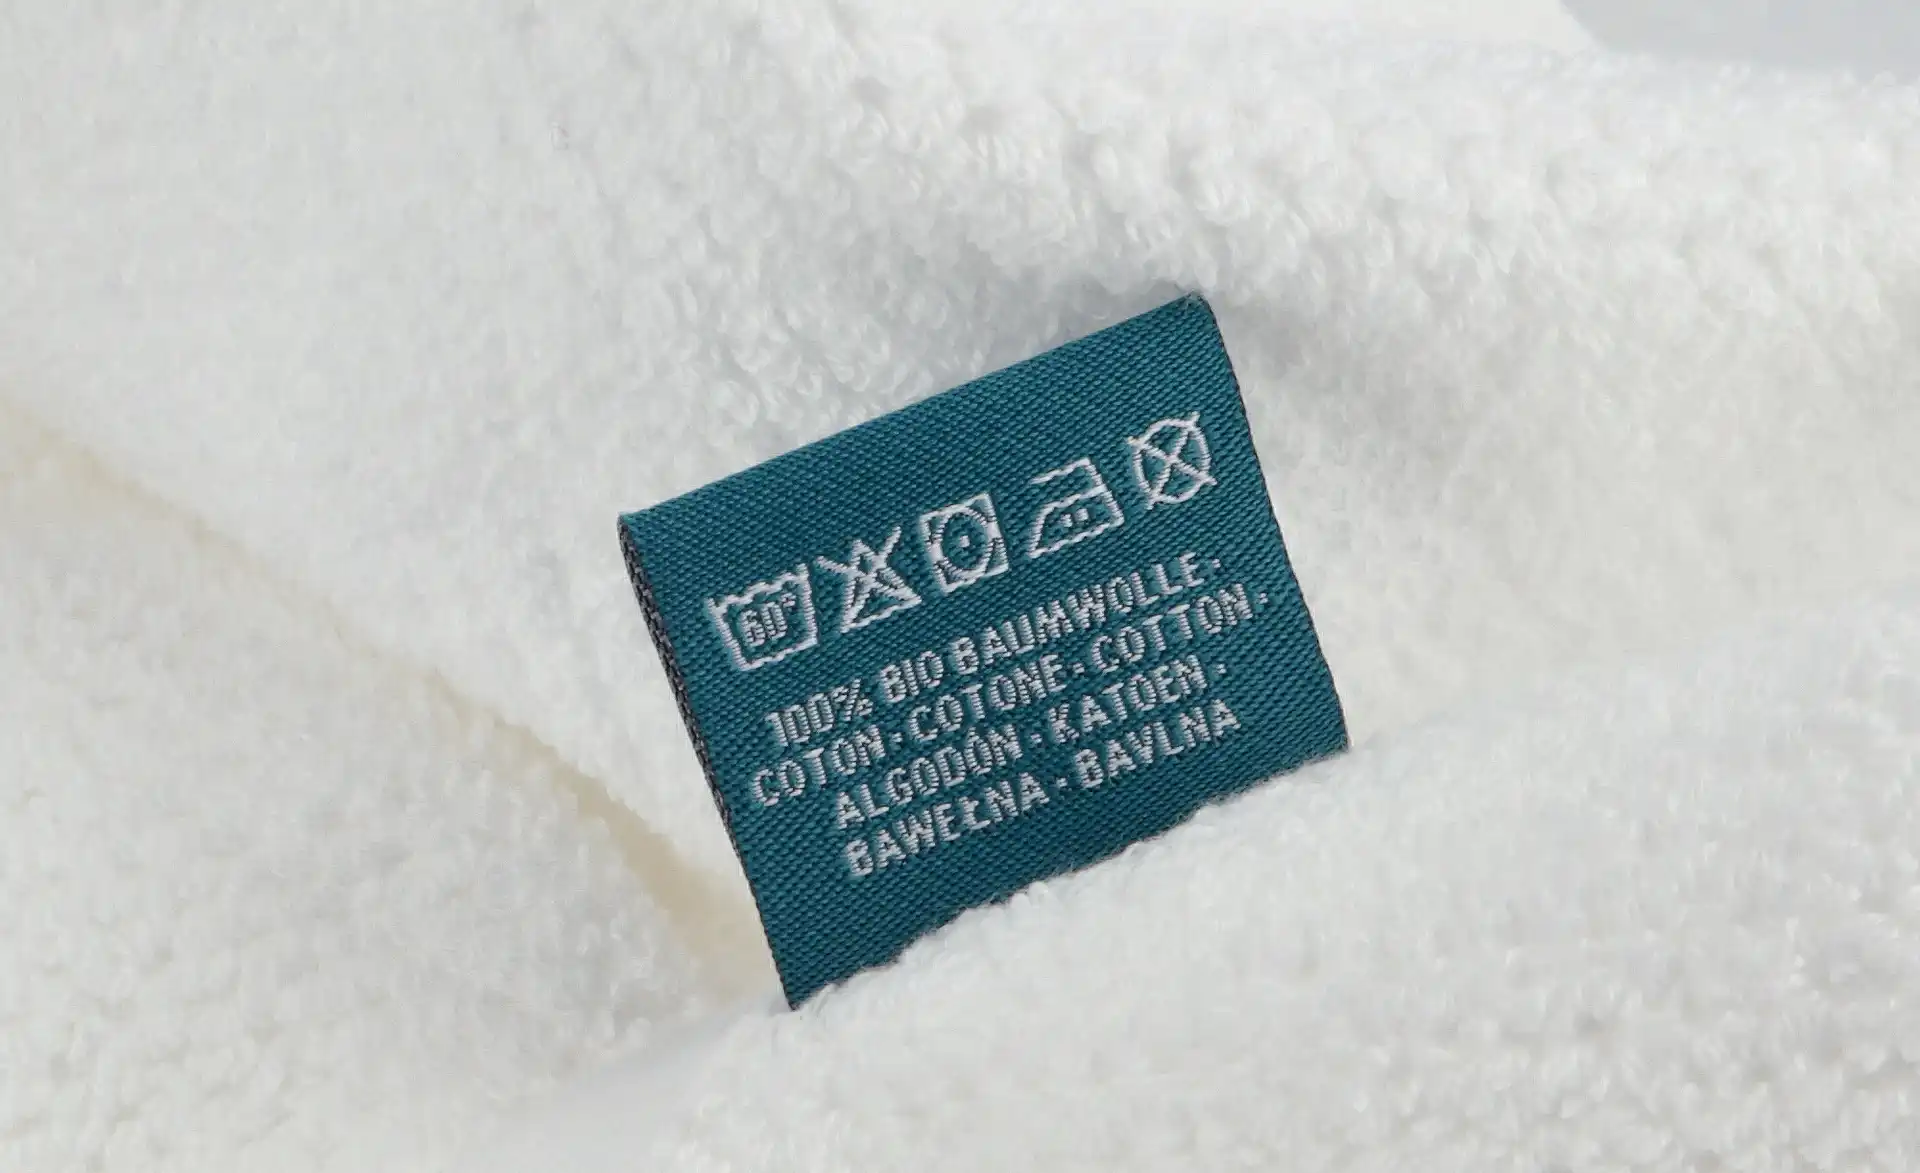 60°
100% BIO BAUMWOLLE·
COTON·COTONE·COTTON·
ALGODÓN·KATOEN·
BAWEŁNA·BAVLNA